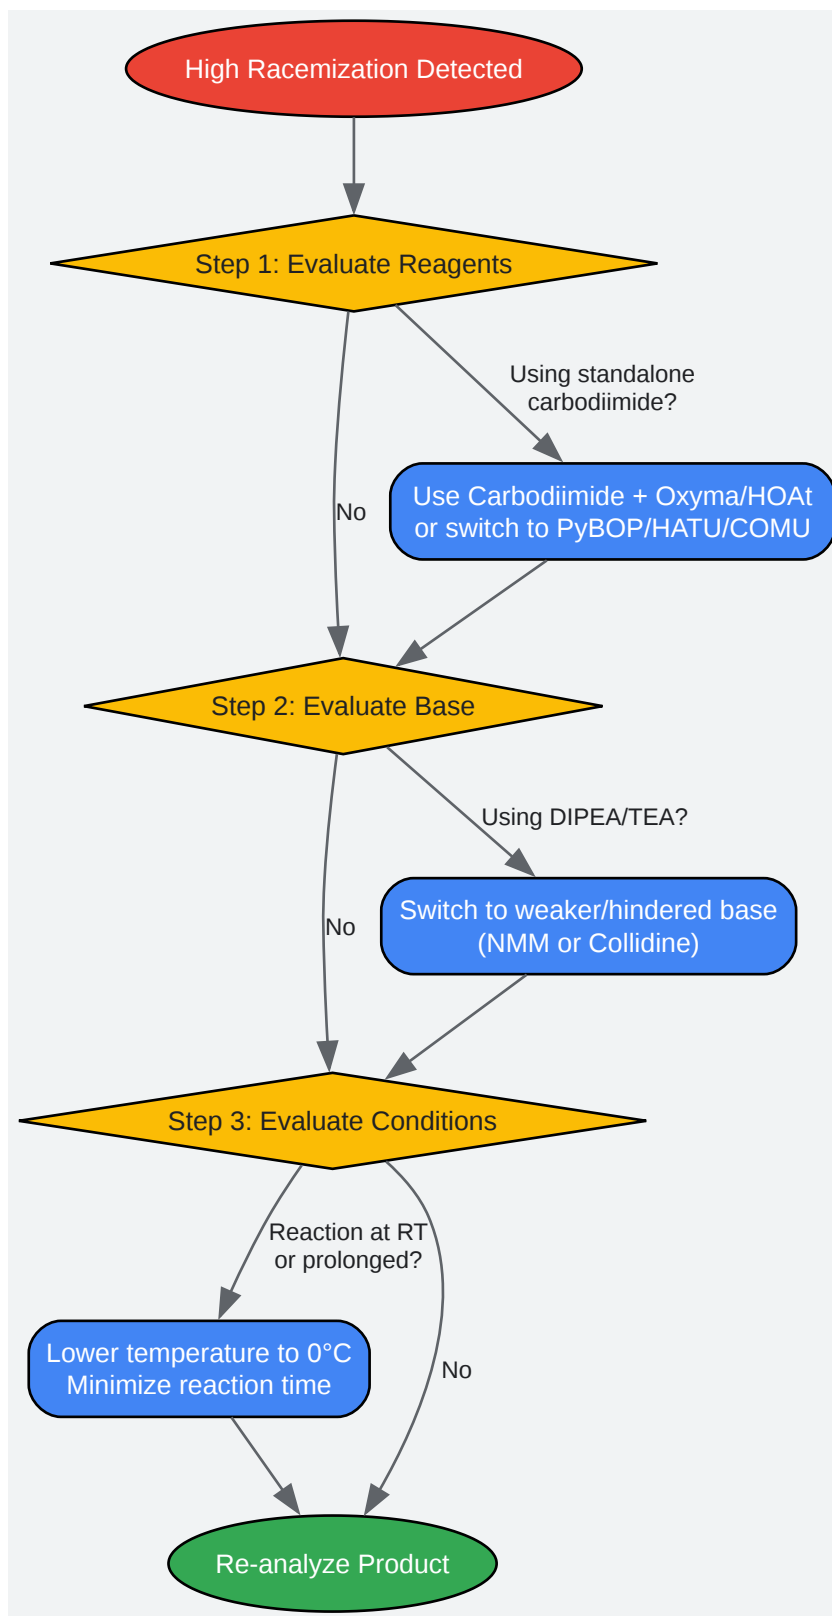 High Racemization Detected
Step 1: Evaluate Reagents
Using standalone
carbodiimide?
Use Carbodiimide + Oxyma/HOAt
or switch to PyBOP/HATU/COMU
No
Step 2: Evaluate Base
Using DIPEA/TEA?
Switch to weaker/hindered base
(NMM or Collidine)
No
Step 3: Evaluate Conditions
Reaction at RT
or prolonged?
Lower temperature to 0°C
Minimize reaction time
No
Re-analyze Product